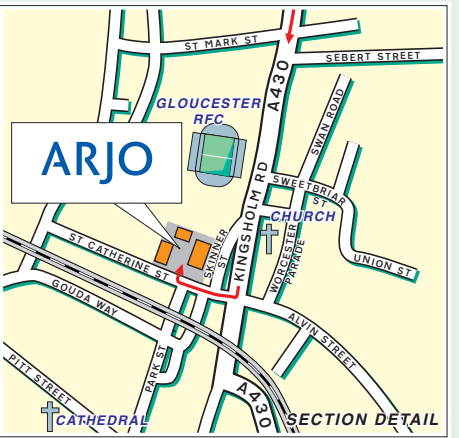 ST MARK ST
A430
SEBERT STREET
GLOUCESTER
RFC
SWAN ROAD
ARJO
KINGSHOLM RD
SWEETBRIAR
ST
CHURCH
SKINNER
ST
WORCESTER
PARADE
UNION ST
ST CATHERINE ST
GOUDA WAY
ALVIN STREET
PARK ST
PITT STREET
A430
CATHEDRAL
SECTION DETAIL